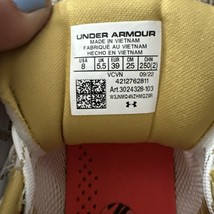 UNDER ARMOUR
MADE IN VIETNAM
FABRIQUÉ AU VIETNAM
HECHO EN VIETNAM
USA UK EUR CM CHN
8 5.5 39 25 250(2)
VCVN 09/22
4212762811
Art.3024328-103